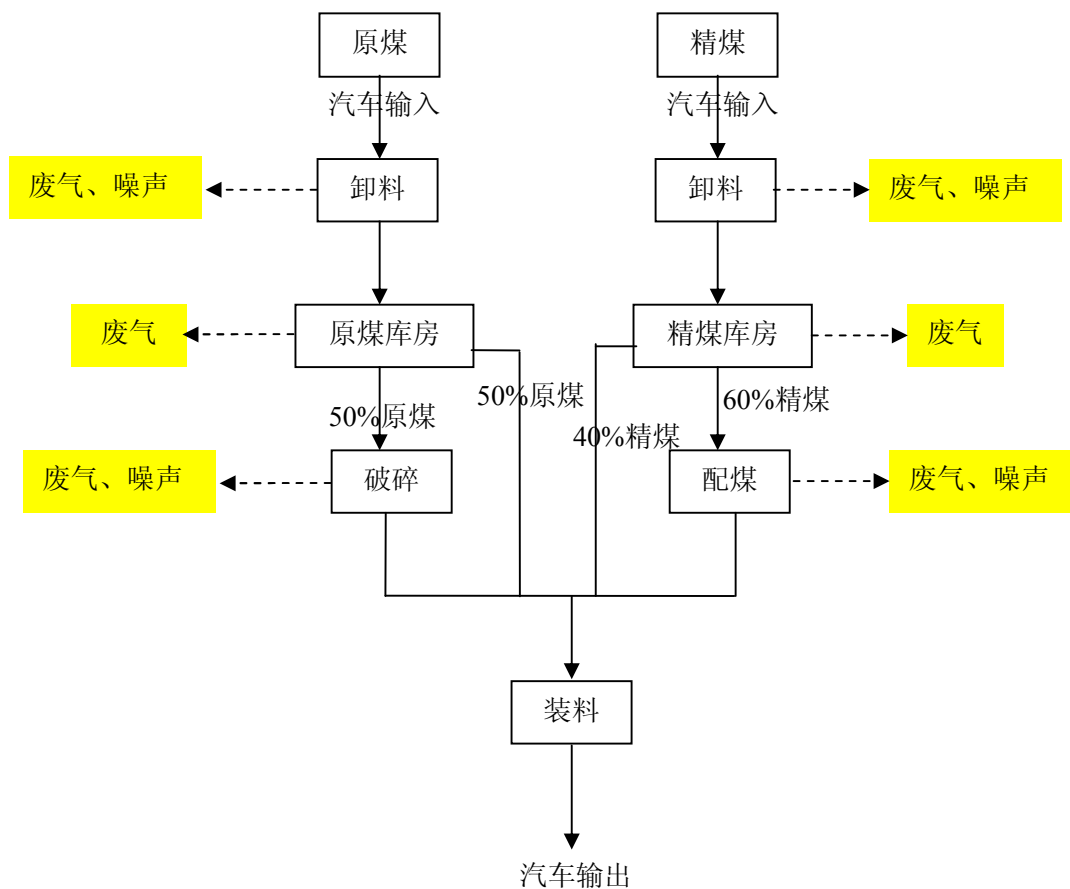 原煤
精煤
汽车输入
汽车输入
废气、噪声
卸料
卸料
废气、噪声
废气
原煤库房
精煤库房
废气
50%原煤
50%原煤
40%精煤
60%精煤
废气、噪声
破碎
配煤
废气、噪声
装料
汽车输出